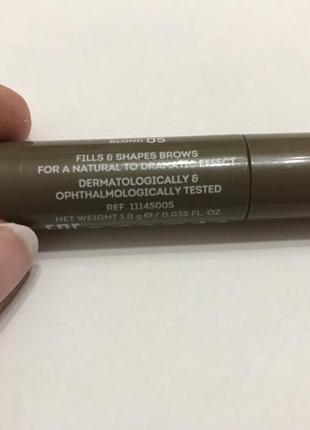 BLOND 05
FILLS & SHAPES BROWS
FOR A NATURAL TO DRAMATIC EFFECT
DERMATOLOGICALLY &
OPHTHALMOLOGICALLY TESTED
REF. 11145005
NET WEIGHT 1.0 g ℮ / 0.035 FL. OZ.